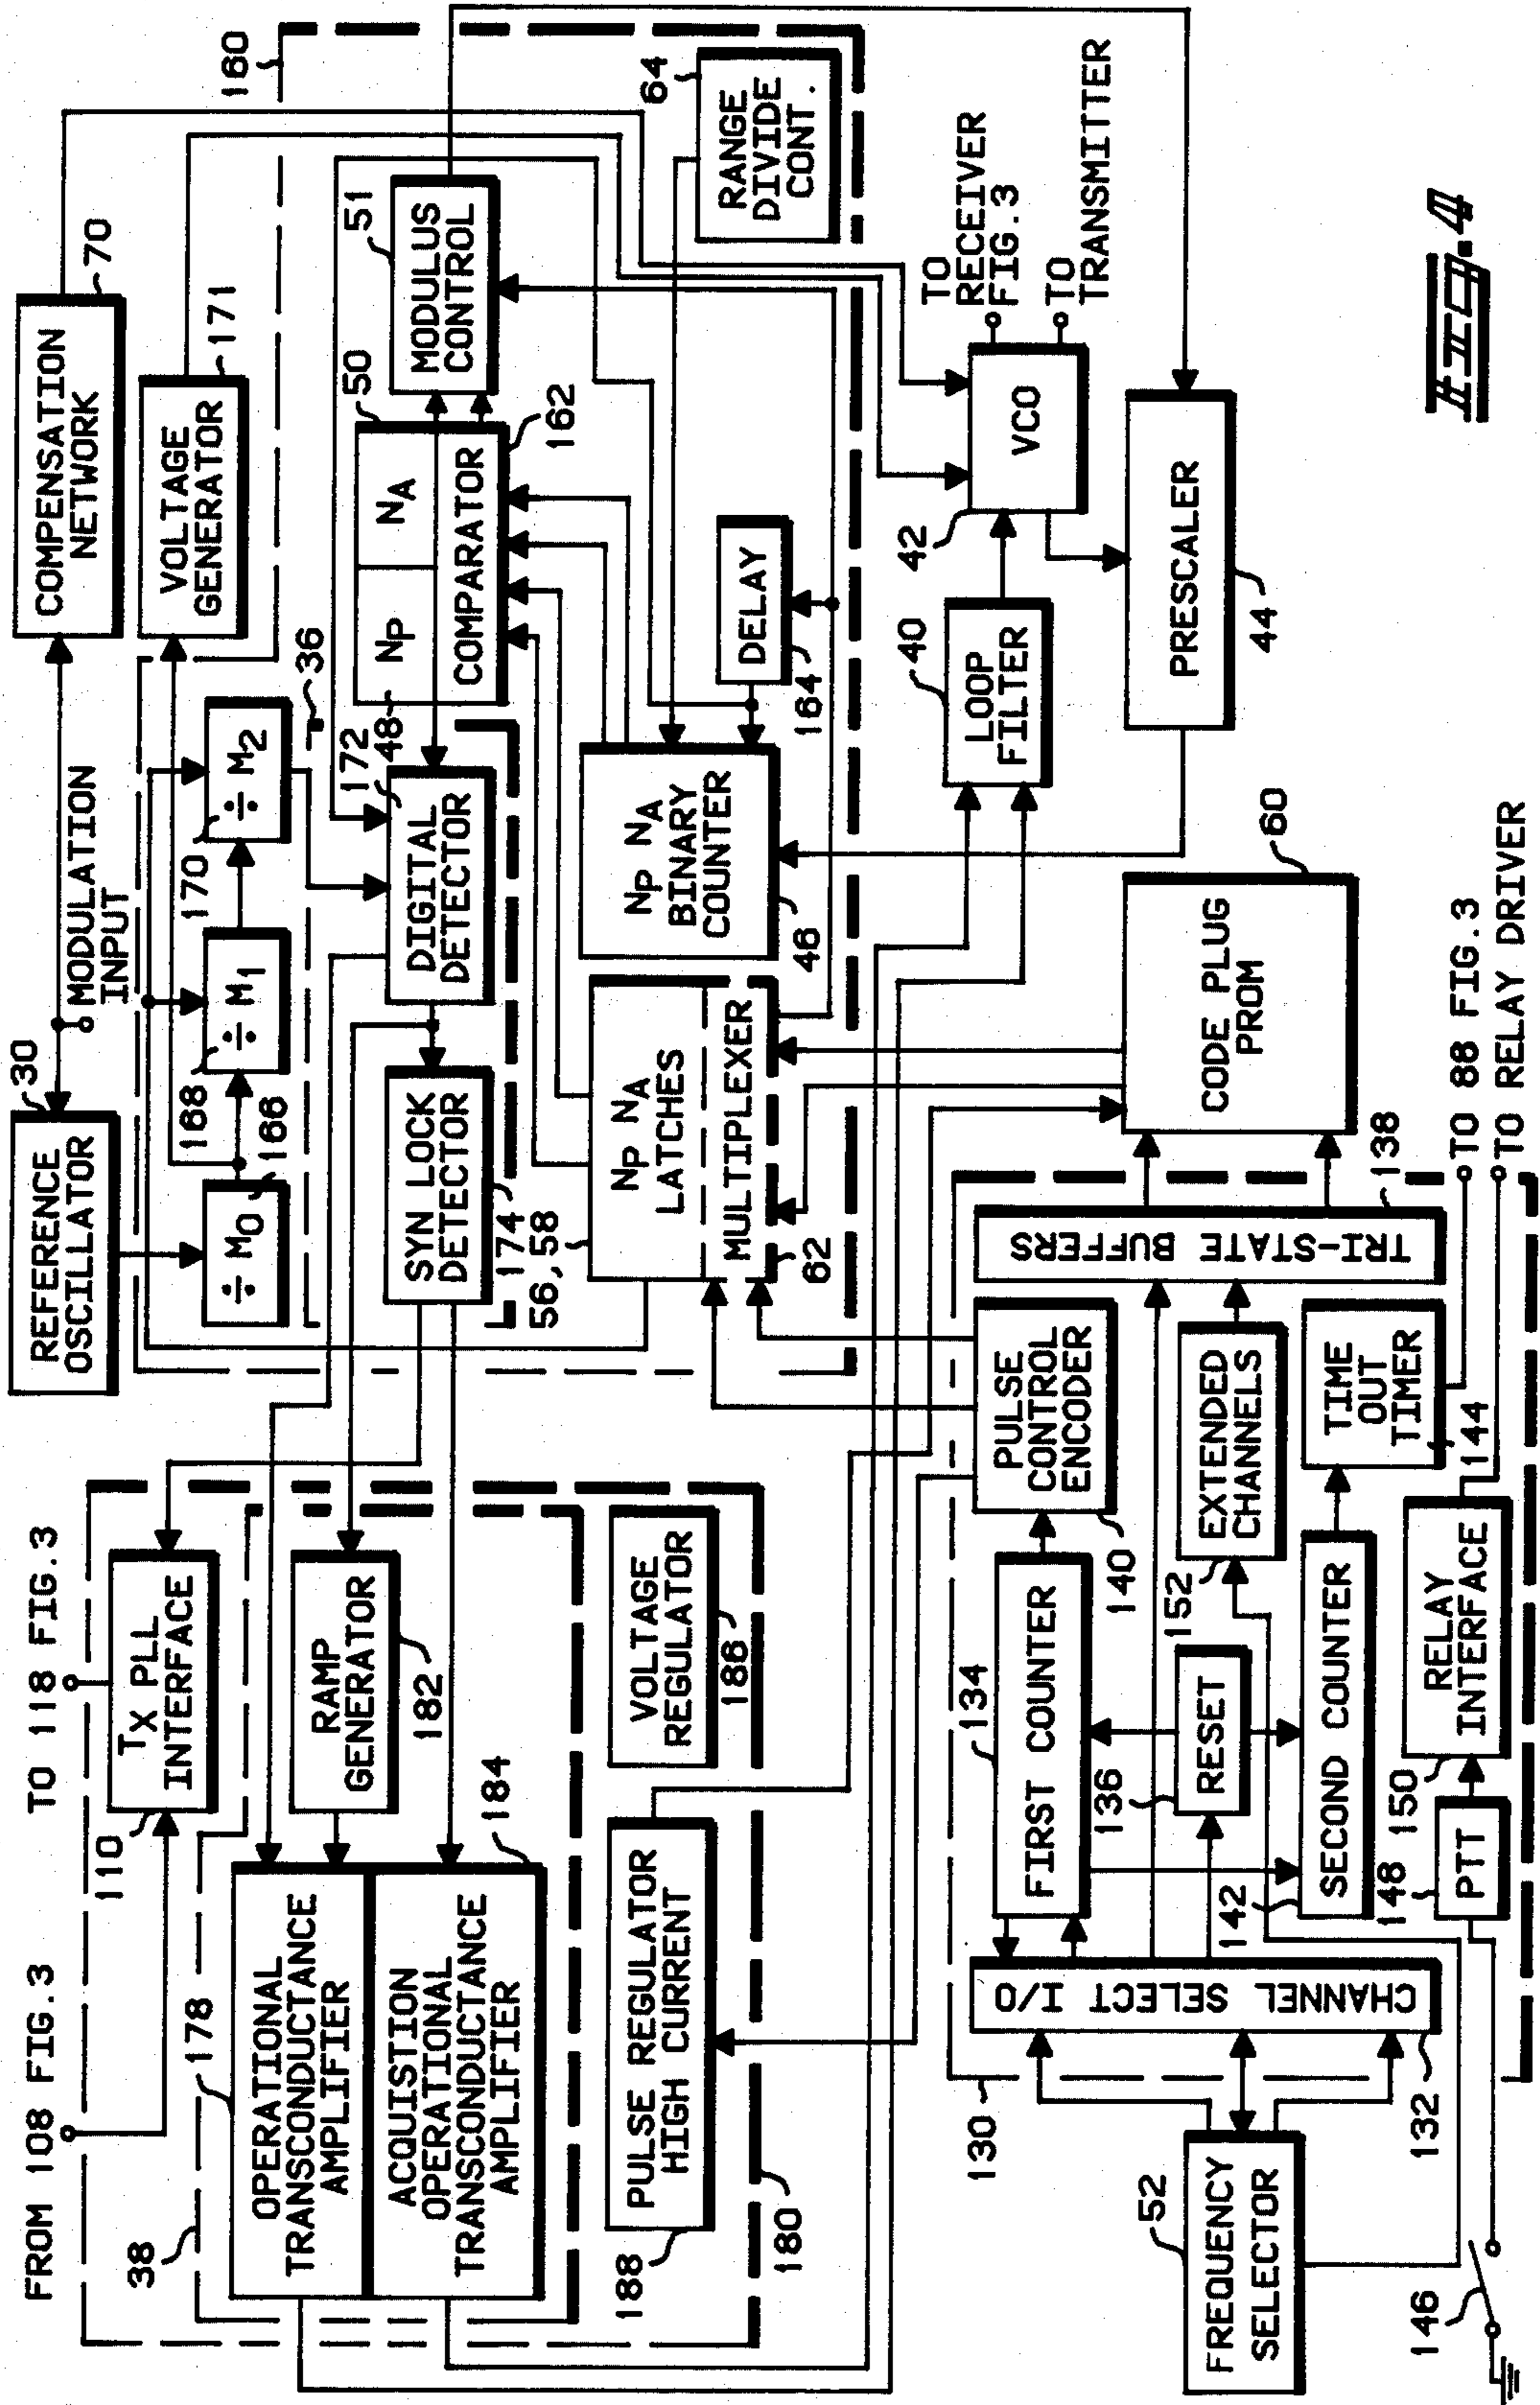 FROM 108 FIG.3
TO 118 FIG.3
38
178
110
TX PLL
INTERFACE
OPERATIONAL
TRANSCONDUCTANCE
AMPLIFIER
ACQUISTION
OPERATIONAL
TRANSCONDUCTANCE
AMPLIFIER
184
RAMP
GENERATOR
182
PULSE REGULATOR
HIGH CURRENT
188
VOLTAGE
REGULATOR
186
180
REFERENCE
OSCILLATOR
30
MODULATION
INPUT
COMPENSATION
NETWORK
70
VOLTAGE
GENERATOR
171
160
÷ M0
166
168
÷ M1
170
÷ M2
36
SYN LOCK
DETECTOR
174
DIGITAL
DETECTOR
172
48
NP
NA
COMPARATOR
50
162
MODULUS
CONTROL
51
56,58
NP NA
LATCHES
MULTIPLEXER
62
NP NA
BINARY
COUNTER
46
DELAY
164
RANGE
DIVIDE
CONT.
64
40
LOOP
FILTER
42
VCO
TO
RECEIVER
FIG.3
TO
TRANSMITTER
PRESCALER
44
130
52
FREQUENCY
SELECTOR
CHANNEL SELECT I/O
132
FIRST COUNTER
134
136
RESET
PULSE
CONTROL
ENCODER
140
152
EXTENDED
CHANNELS
142
SECOND COUNTER
TIME
OUT
TIMER
144
TRI-STATE BUFFERS
138
CODE PLUG
PROM
60
146
148
PTT
150
RELAY
INTERFACE
TO 88 FIG.3
TO RELAY DRIVER
FIG.4